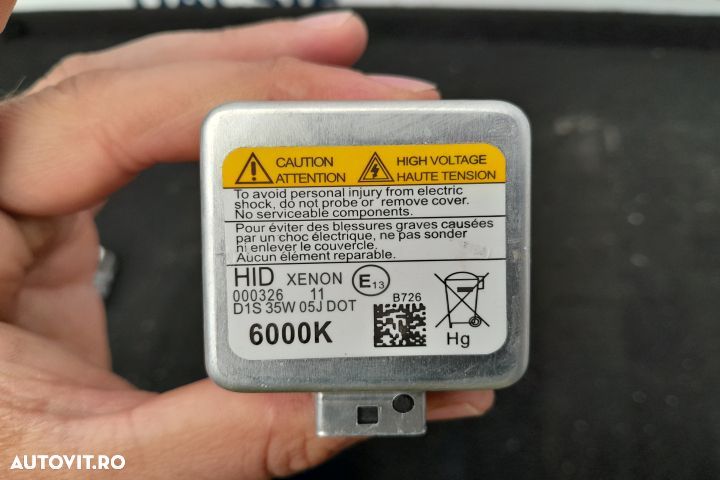 CAUTION
ATTENTION
HIGH VOLTAGE
HAUTE TENSION
To avoid personal injury from electric
shock, do not probe or remove cover.
No serviceable components.
Pour éviter des blessures graves causées
par un choc électrique, ne pas sonder
ni enlever le couvercle.
Aucun élément reparable.
HID XENON E13
000326 11
D1S 35W 05J DOT
6000K
B726
Hg
AUTOVIT.RO